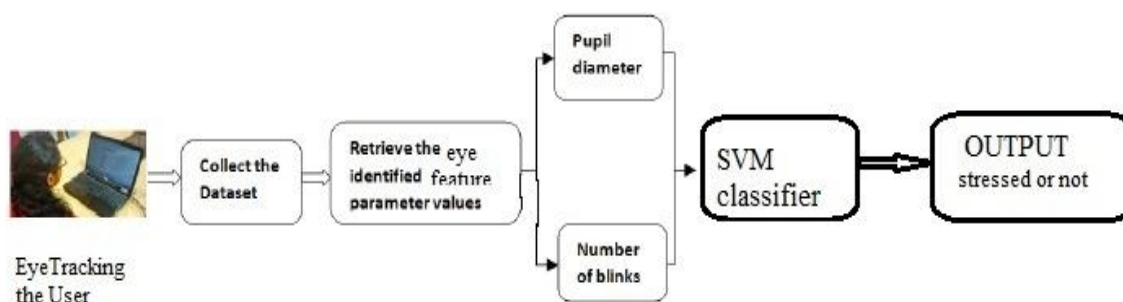 EyeTracking
the User
Collect the
Dataset
Retrieve the eye
identified feature
parameter values
Pupil
diameter
Number
of blinks
SVM
classifier
OUTPUT
stressed or not